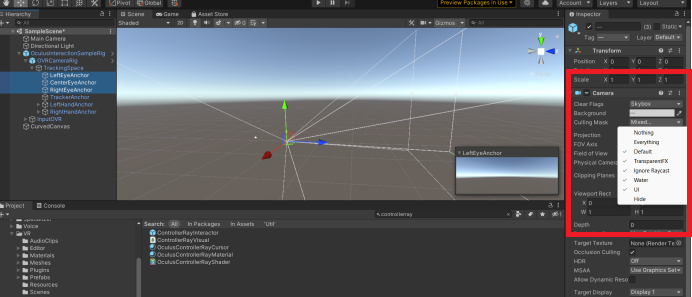 Preview Packages in Use
Account
Layers
Layout
Pivot
Global
Hierarchy
All
SampleScene*
Main Camera
Directional Light
OculusInteractionSampleRig
OVRCameraRig
TrackingSpace
LeftEyeAnchor
CenterEyeAnchor
RightEyeAnchor
TrackerAnchor
LeftHandAnchor
RightHandAnchor
InputOVR
CurvedCanvas
Scene
Game
Asset Store
Shaded
2D
Gizmos
All
LeftEyeAnchor
Inspector
(3)
Static
Tag
Layer Default
Transform
Position X 0 Y 0 Z 0
Scale X 1 Y 1 Z 1
Camera
Clear Flags Skybox
Background
Culling Mask Mixed...
Projection
FOV Axis
Field of View
Physical Camera
Clipping Planes
Nothing
Everything
Default
TransparentFX
Ignore Raycast
Water
UI
Hide
Viewport Rect
X 0
W 1 H 1
Depth 0
Target Texture None (Render Te
Occlusion Culling
HDR Off
MSAA Use Graphics Set
Allow Dynamic Reso
Target Display Display 1
Project
Console
controllerray
Voice
VR
AudioClips
Editor
Materials
Meshes
Plugins
Prefabs
Resources
Scenes
Search: All In Packages In Assets 'Util'
ControllerRayInteractor
ControllerRayVisual
OculusControllerRayCursor
OculusControllerRayMaterial
OculusControllerRayShader